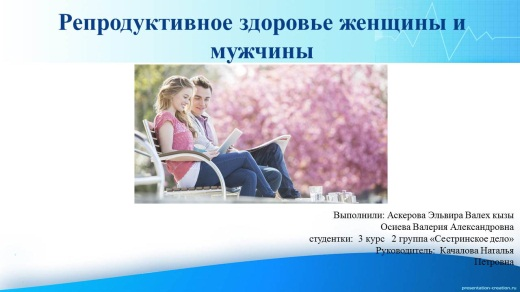 Репродуктивное здоровье женщины и
мужчины
Выполнили: Аскерова Эльвира Валех кызы
Осиева Валерия Александровна
студентки: 3 курс 2 группа «Сестринское дело»
Руководитель: Качалова Наталья
Петровна
presentation-creation.ru